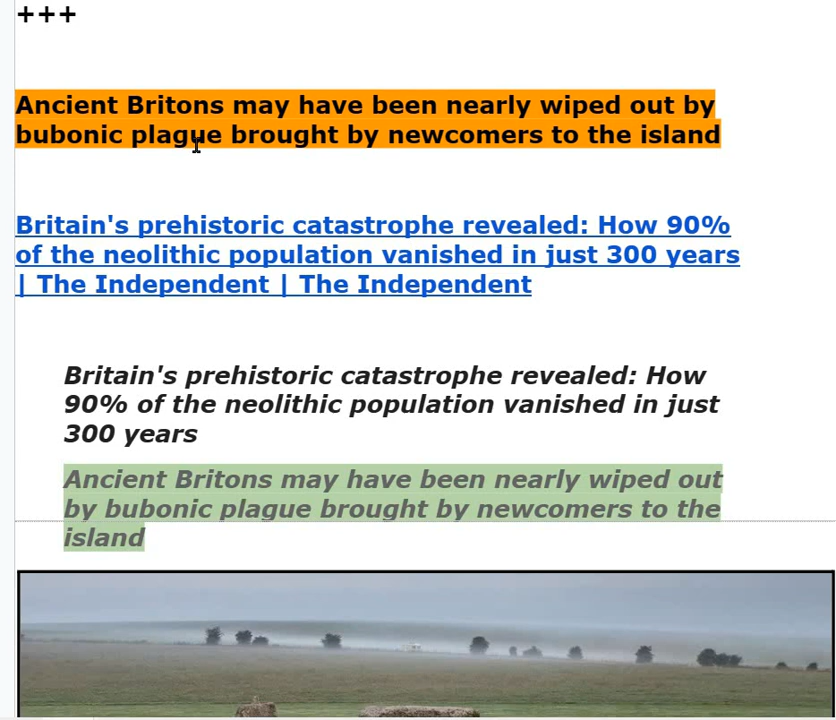 +++
Ancient Britons may have been nearly wiped out by
bubonic plague brought by newcomers to the island
Britain's prehistoric catastrophe revealed: How 90%
of the neolithic population vanished in just 300 years
| The Independent | The Independent
Britain's prehistoric catastrophe revealed: How
90% of the neolithic population vanished in just
300 years
Ancient Britons may have been nearly wiped out
by bubonic plague brought by newcomers to the
island